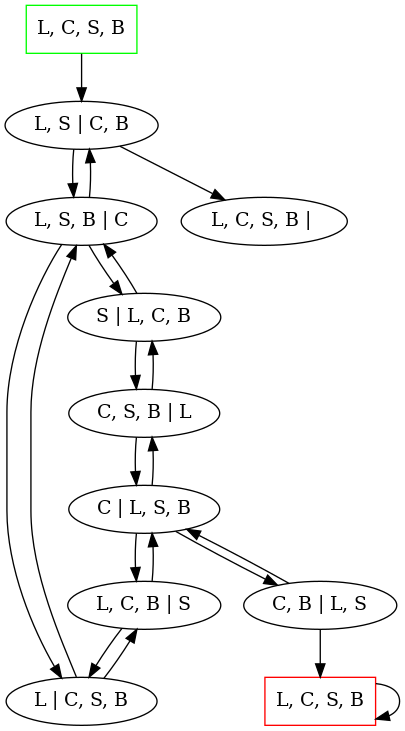 L, C, S, B
L, S | C, B
L, S, B | C
L, C, S, B |
S | L, C, B
C, S, B | L
C | L, S, B
L, C, B | S
C, B | L, S
L | C, S, B
L, C, S, B